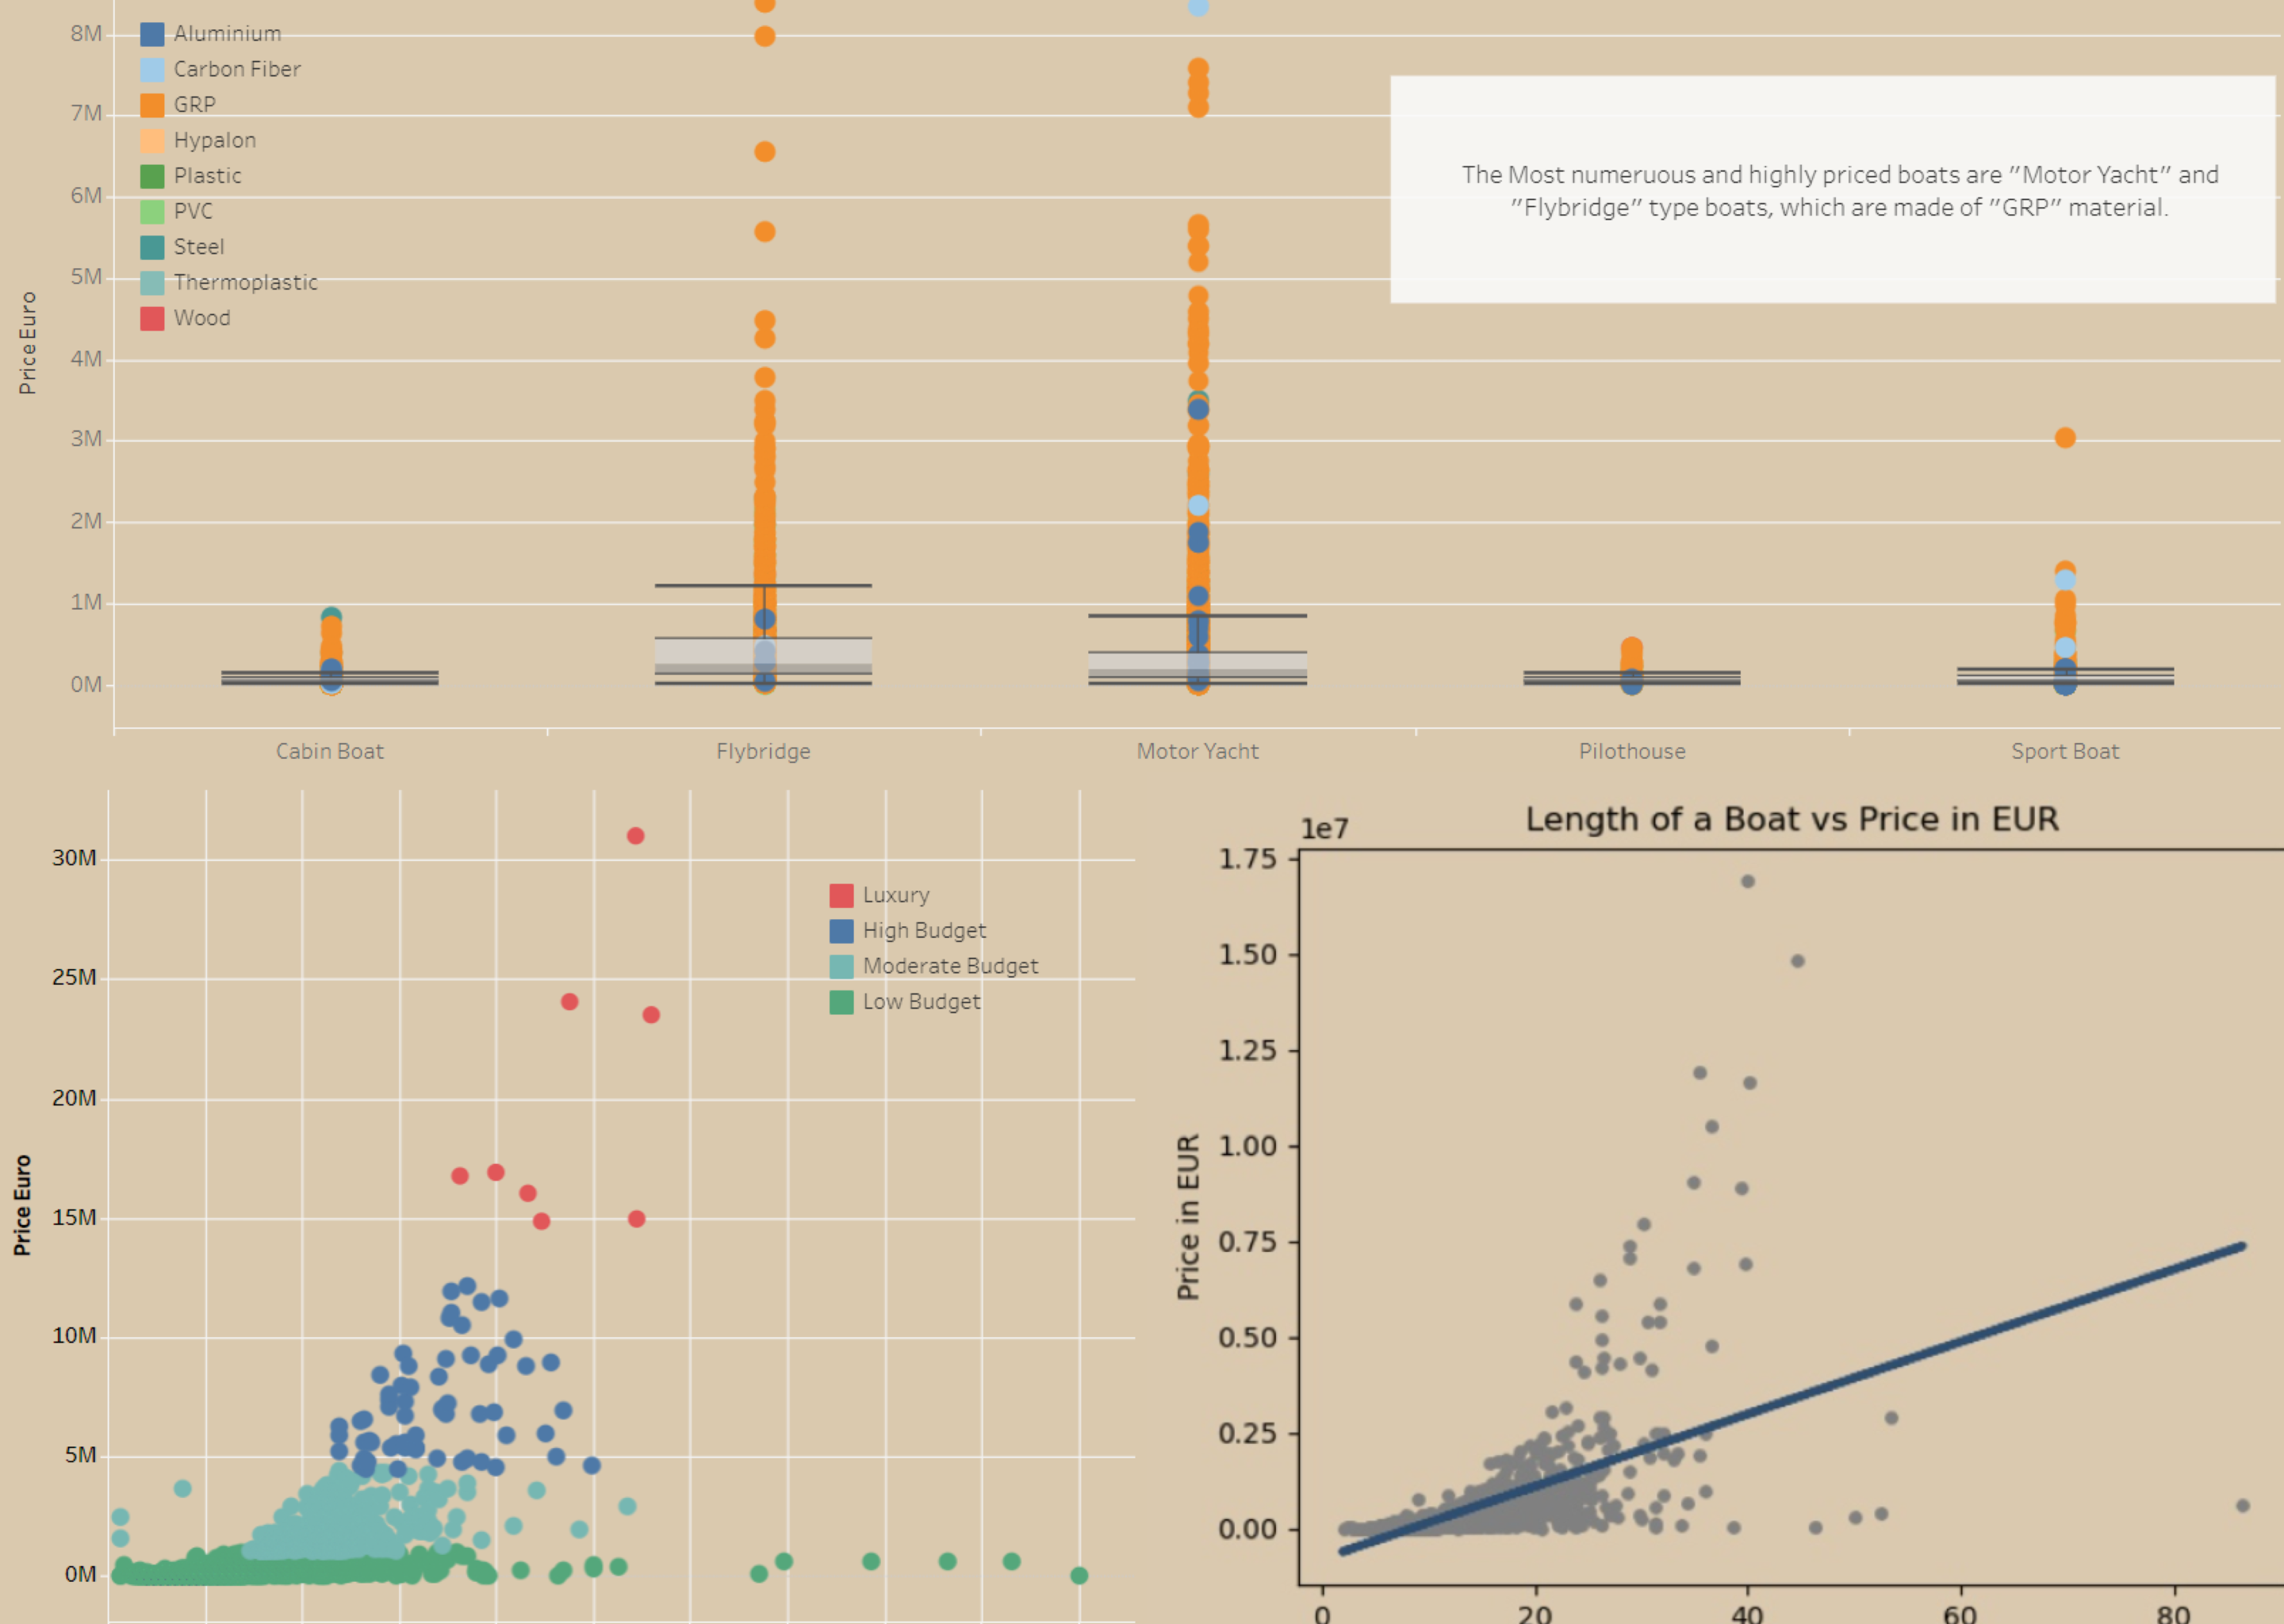 8M
7M
6M
5M
4M
3M
2M
1M
0M
Price Euro
Aluminium
Carbon Fiber
GRP
Hypalon
Plastic
PVC
Steel
Thermoplastic
Wood
The Most numeruous and highly priced boats are "Motor Yacht" and
"Flybridge" type boats, which are made of "GRP" material.
Cabin Boat Flybridge Motor Yacht Pilothouse Sport Boat
30M
25M
20M
15M
10M
5M
0M
Price Euro
Luxury
High Budget
Moderate Budget
Low Budget
Length of a Boat vs Price in EUR
1e7
1.75
1.50
1.25
1.00
0.75
0.50
0.25
0.00
Price in EUR
0 20 40 60 80